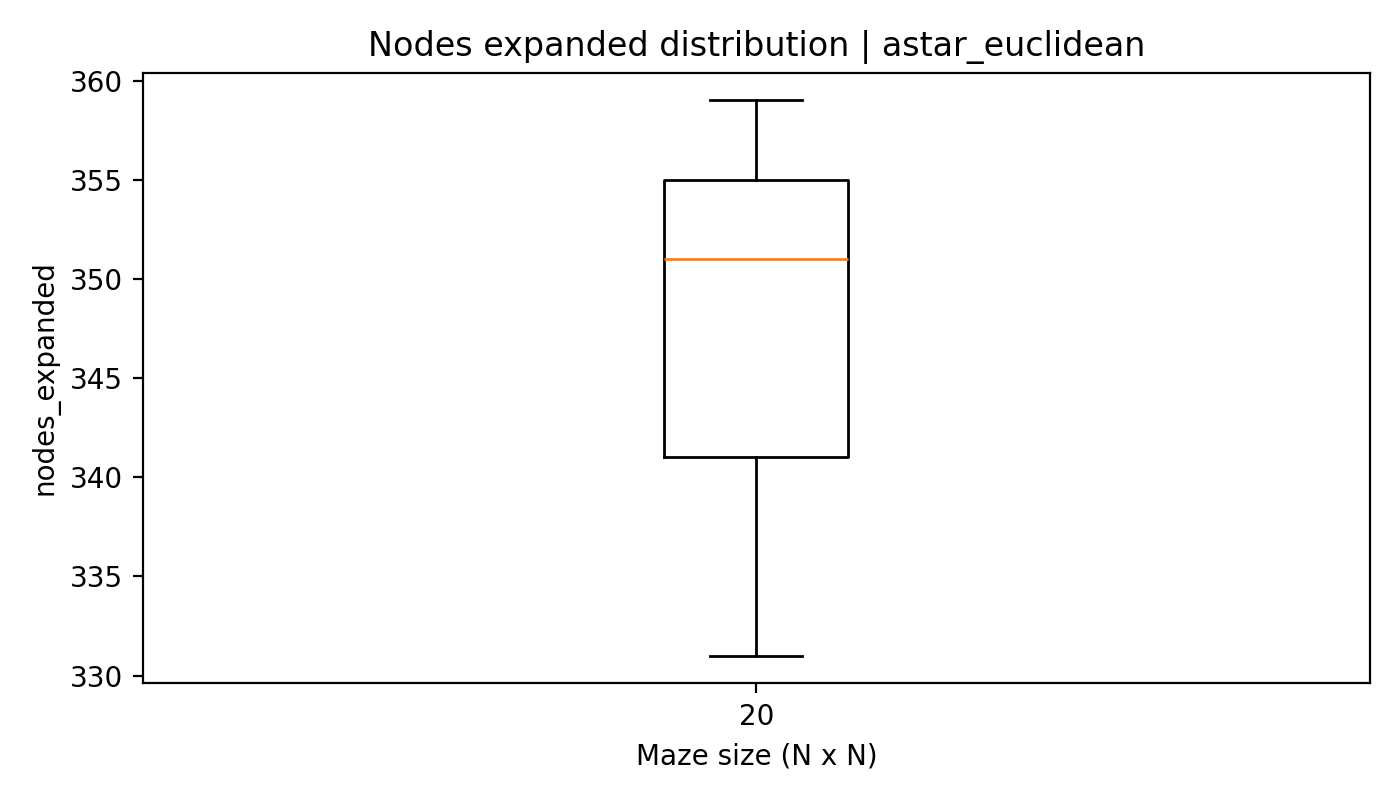 Nodes expanded distribution | astar_euclidean
360
355
350
345
340
335
330
nodes_expanded
20
Maze size (N x N)